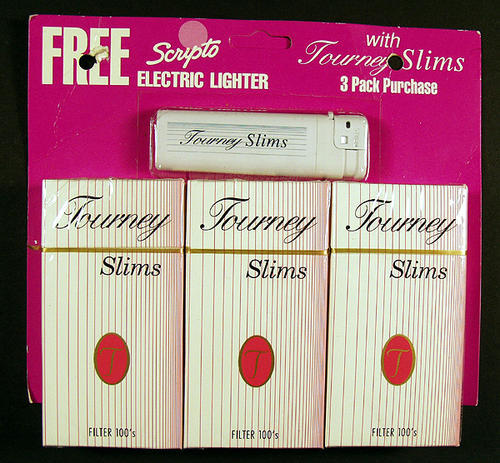 FREE Scripto
ELECTRIC LIGHTER
with
Tourney Slims
3 Pack Purchase
Tourney Slims
Tourney
Slims
T
FILTER 100's
Tourney
Slims
T
FILTER 100's
Tourney
Slims
T
FILTER 100's